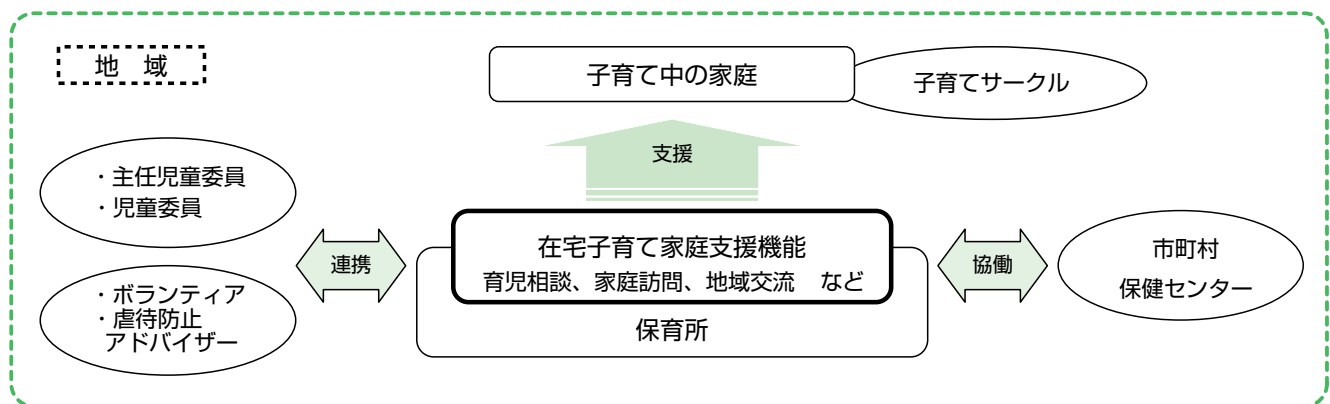 地　域
子育て中の家庭
子育てサークル
支援
・主任児童委員
・児童委員
連携
・ボランティア
・虐待防止
アドバイザー
在宅子育て家庭支援機能
育児相談、家庭訪問、地域交流　など
保育所
協働
市町村
保健センター